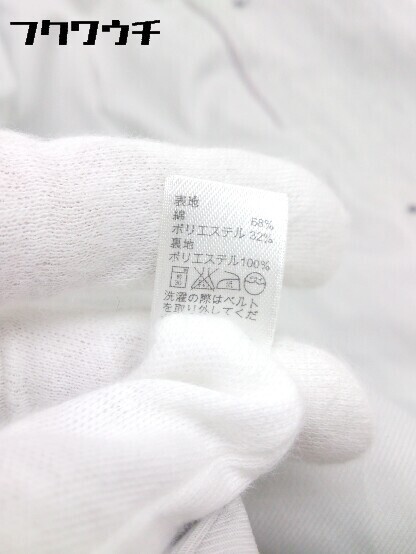 フクワウチ
表地
綿 68%
ポリエステル 32%
裏地
ポリエステル100%
洗濯の際はベルト
を取り外してくだ